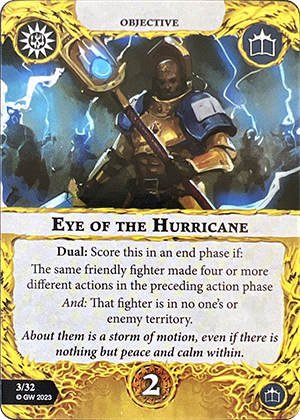 OBJECTIVE
EYE OF THE HURRICANE
Dual: Score this in an end phase if:
The same friendly fighter made four or more
different actions in the preceding action phase
And: That fighter is in no one's or
enemy territory.
About them is a storm of motion, even if there is
nothing but peace and calm within.
3/32
© GW 2023
2